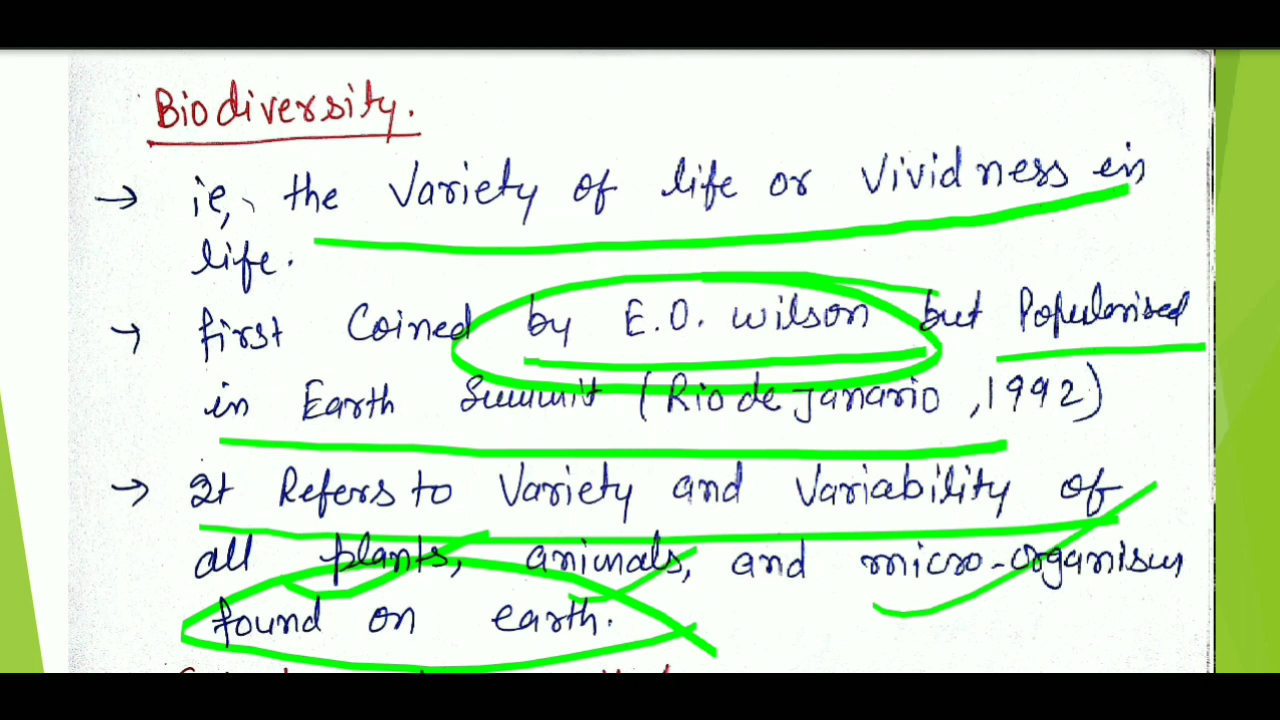 Biodiversity.
→ ie, the Variety of life or Vividness in
life.
→ first Coined by E.O. Wilson but Popularised
in Earth Summit (Rio de Janario, 1992)
→ It Refers to Variety and Variability of
all plants, animals, and micro-organisms
found on earth.